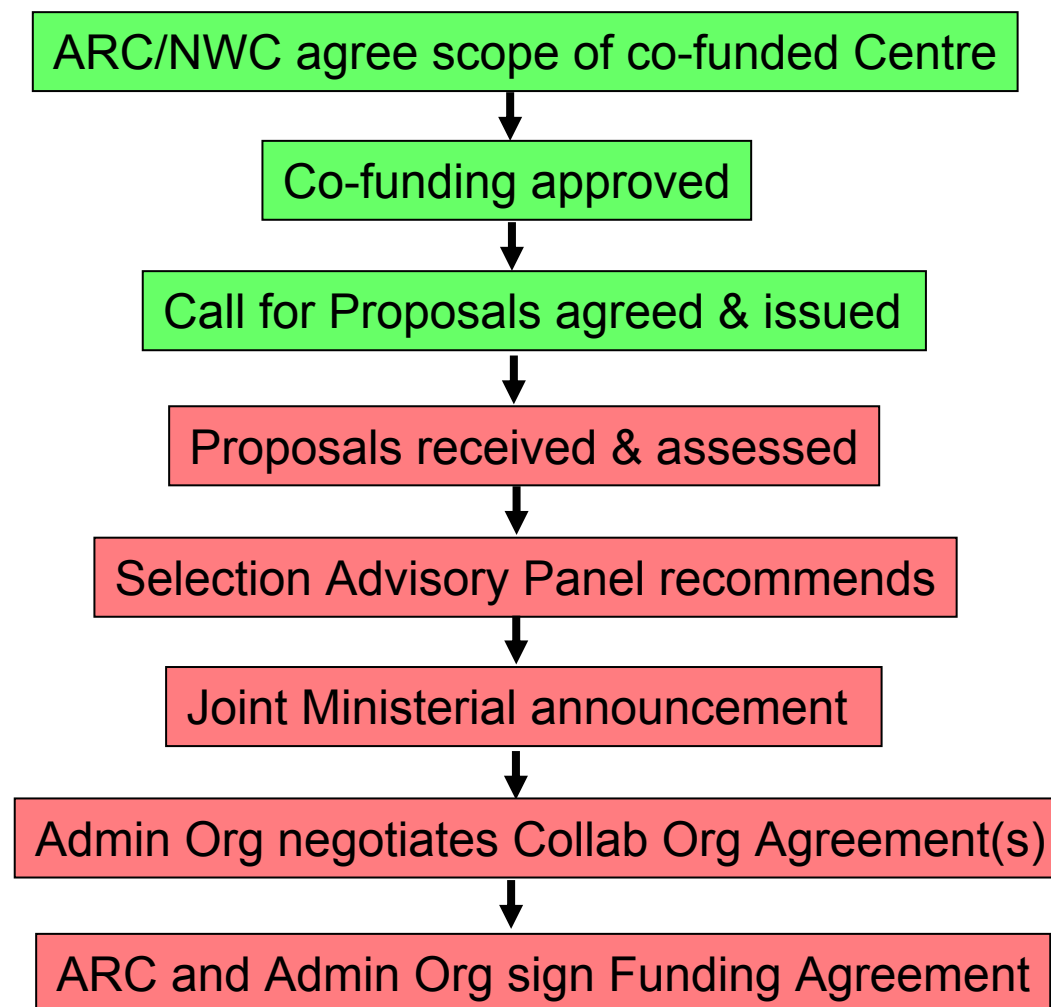 ARC/NWC agree scope of co-funded Centre
Co-funding approved
Call for Proposals agreed & issued
Proposals received & assessed
Selection Advisory Panel recommends
Joint Ministerial announcement
Admin Org negotiates Collab Org Agreement(s)
ARC and Admin Org sign Funding Agreement